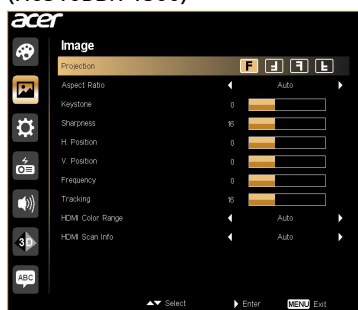 acer
Image
Projection F F F F
Aspect Ratio Auto
Keystone 0
Sharpness 16
H. Position 0
V. Position 0
Frequency 0
Tracking 16
HDMI Color Range Auto
HDMI Scan Info Auto
3D
ABC
Select Enter MENU Exit